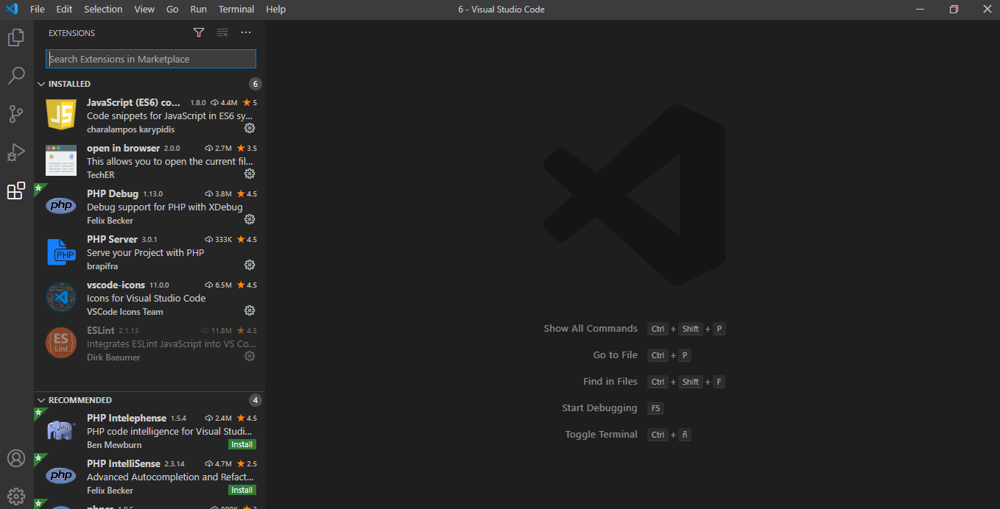 File Edit Selection View Go Run Terminal Help
6 - Visual Studio Code
EXTENSIONS
Search Extensions in Marketplace
INSTALLED 6
JS
JavaScript (ES6) co... 1.8.0 4.4M 5
Code snippets for JavaScript in ES6 sy...
charalampos karypidis
open in browser 2.0.0 2.7M 3.5
This allows you to open the current fil...
TechER
php
PHP Debug 1.13.0 3.8M 4.5
Debug support for PHP with XDebug
Felix Becker
PHP
PHP Server 3.0.1 333K 4.5
Serve your Project with PHP
brapifra
vscode-icons 11.0.0 6.5M 4.5
Icons for Visual Studio Code
VSCode Icons Team
ES
Lint
ESLint 2.1.13 11.8M 4.5
Integrates ESLint JavaScript into VS Co...
Dirk Baeumer
RECOMMENDED 4
php
PHP Intelephense 1.5.4 2.4M 4.5
PHP code intelligence for Visual Studi...
Ben Mewburn Install
php
PHP IntelliSense 2.3.14 4.7M 2.5
Advanced Autocompletion and Refact...
Felix Becker Install
phpcs
Show All Commands Ctrl + Shift + P
Go to File Ctrl + P
Find in Files Ctrl + Shift + F
Start Debugging F5
Toggle Terminal Ctrl + ñ